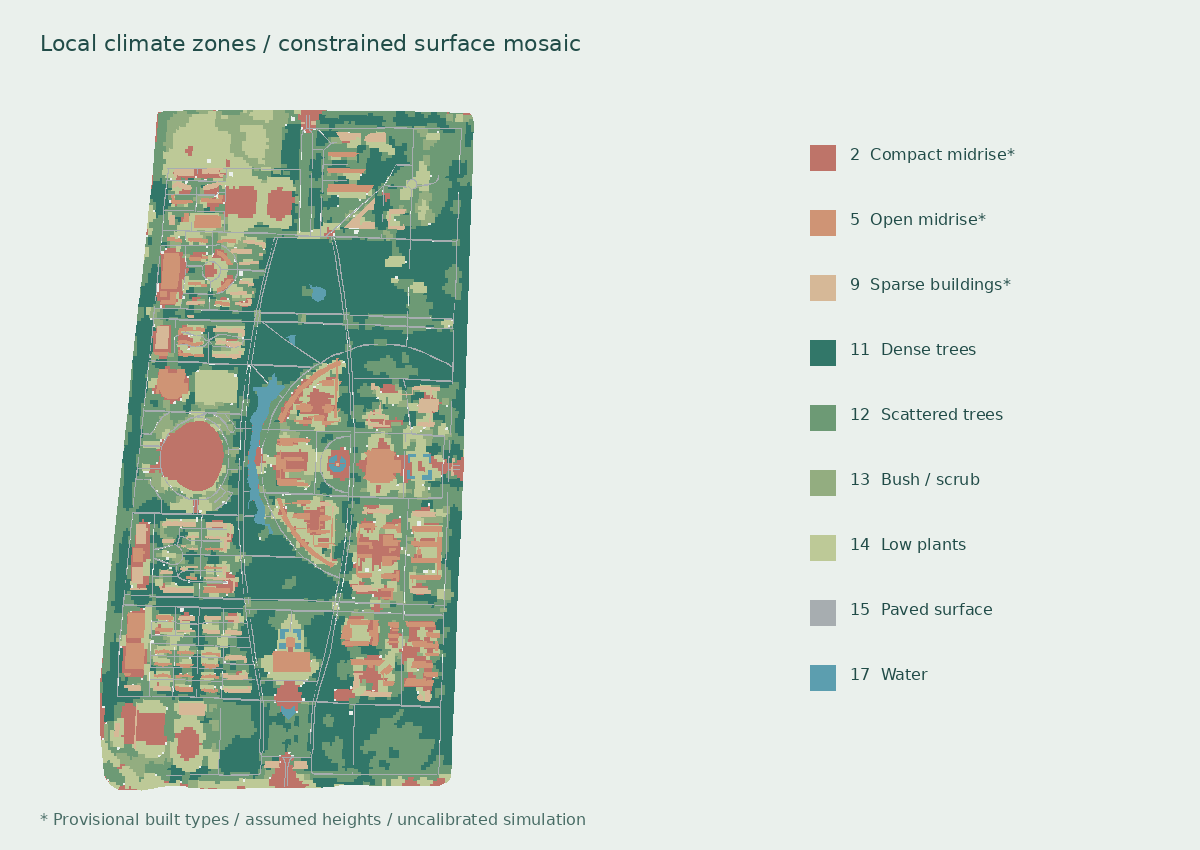 Local climate zones / constrained surface mosaic
2  Compact midrise*
5  Open midrise*
9  Sparse buildings*
11  Dense trees
12  Scattered trees
13  Bush / scrub
14  Low plants
15  Paved surface
17  Water
* Provisional built types / assumed heights / uncalibrated simulation